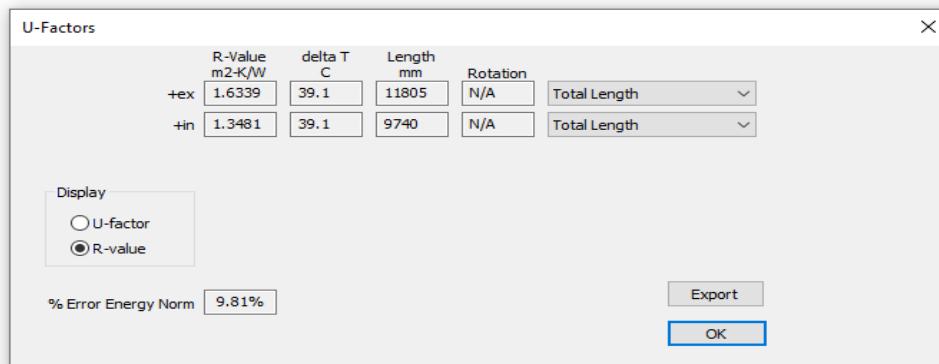 U-Factors
R-Value delta T Length
m2-K/W C mm Rotation
+ex 1.6339 39.1 11805 N/A Total Length
+in 1.3481 39.1 9740 N/A Total Length
Display
U-factor
R-value
% Error Energy Norm 9.81%
Export
OK